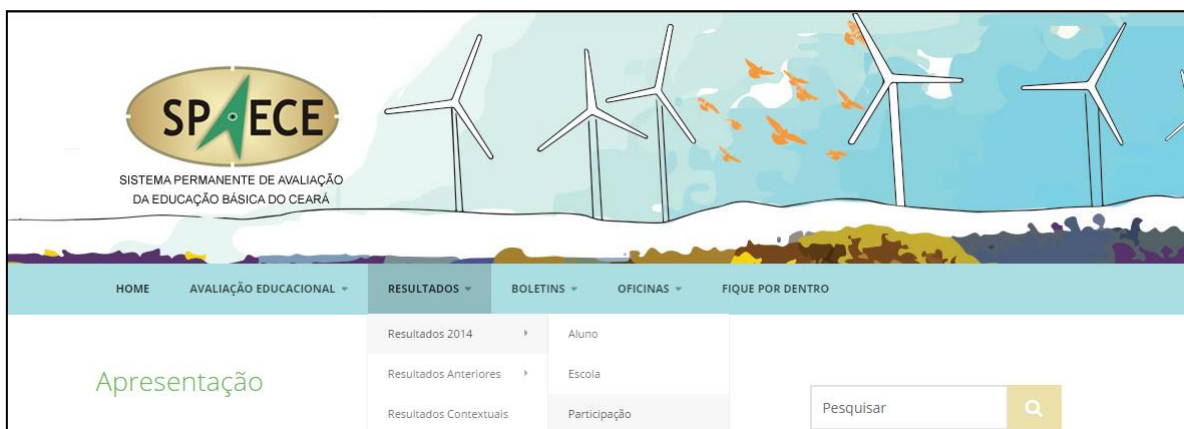 SPAECE
SISTEMA PERMANENTE DE AVALIAÇÃO
DA EDUCAÇÃO BÁSICA DO CEARÁ
HOME AVALIAÇÃO EDUCACIONAL RESULTADOS BOLETINS OFICINAS FIQUE POR DENTRO
Resultados 2014 Aluno
Apresentação
Resultados Anteriores Escola
Resultados Contextuais Participação
Pesquisar